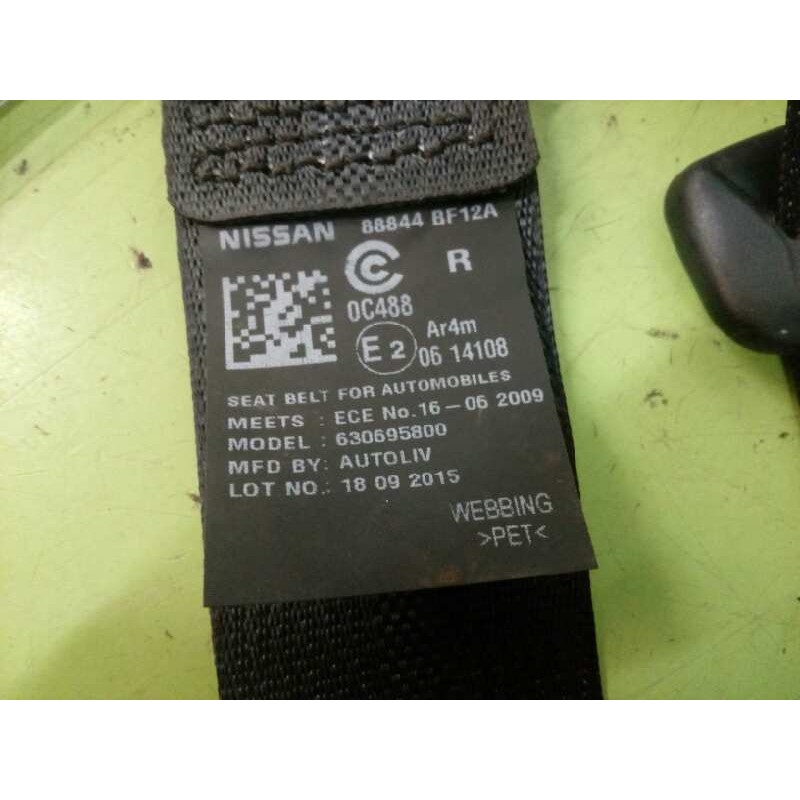 NISSAN 88844 BF12A
C R
0C488
E2 Ar4m
06 14108
SEAT BELT FOR AUTOMOBILES
MEETS : ECE No.16-06 2009
MODEL : 630695800
MFD BY: AUTOLIV
LOT NO.: 18 09 2015
WEBBING
>PET<